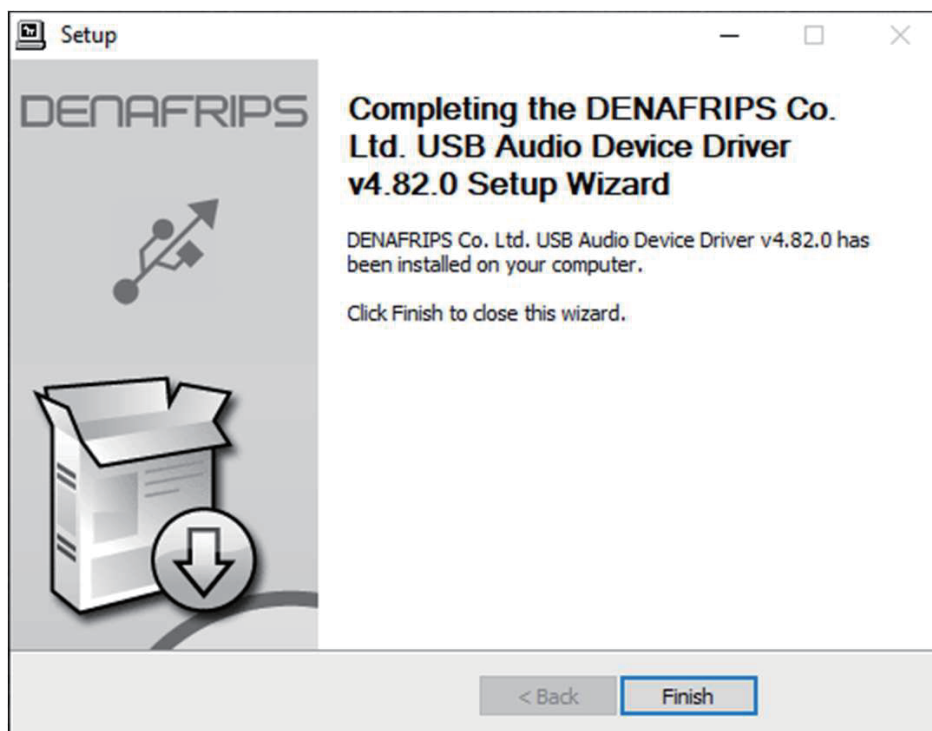 Setup
DENAFRIPS
Completing the DENAFRIPS Co.
Ltd. USB Audio Device Driver
v4.82.0 Setup Wizard
DENAFRIPS Co. Ltd. USB Audio Device Driver v4.82.0 has
been installed on your computer.
Click Finish to close this wizard.
< Back
Finish